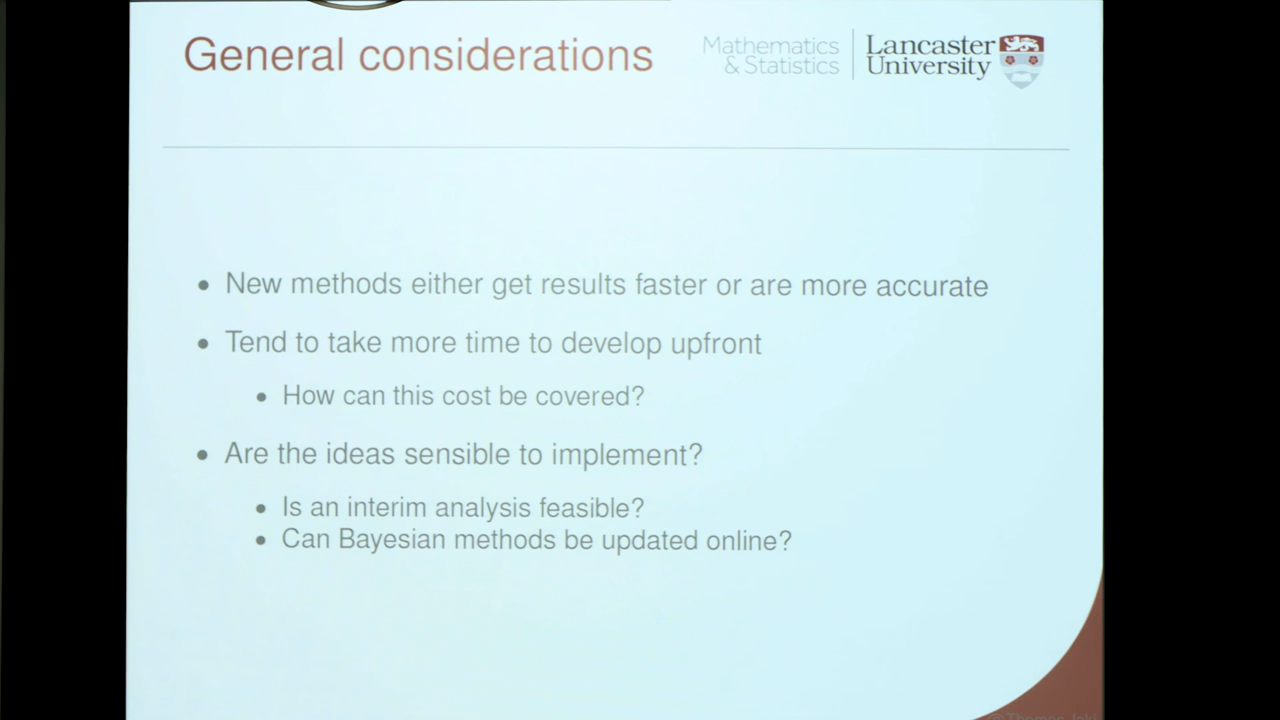 General considerations
Mathematics
& Statistics
Lancaster
University
• New methods either get results faster or are more accurate
• Tend to take more time to develop upfront
• How can this cost be covered?
• Are the ideas sensible to implement?
• Is an interim analysis feasible?
• Can Bayesian methods be updated online?